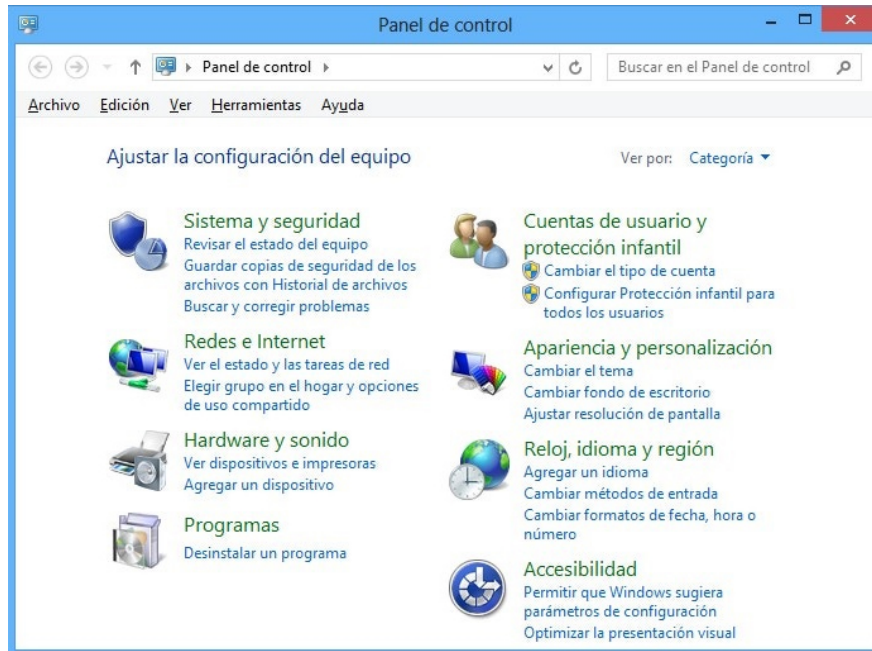 Panel de control
Panel de control
Buscar en el Panel de control
Archivo Edición Ver Herramientas Ayuda
Ajustar la configuración del equipo
Ver por: Categoría
Sistema y seguridad
Revisar el estado del equipo
Guardar copias de seguridad de los
archivos con Historial de archivos
Buscar y corregir problemas
Redes e Internet
Ver el estado y las tareas de red
Elegir grupo en el hogar y opciones
de uso compartido
Hardware y sonido
Ver dispositivos e impresoras
Agregar un dispositivo
Programas
Desinstalar un programa
Cuentas de usuario y
protección infantil
Cambiar el tipo de cuenta
Configurar Protección infantil para
todos los usuarios
Apariencia y personalización
Cambiar el tema
Cambiar fondo de escritorio
Ajustar resolución de pantalla
Reloj, idioma y región
Agregar un idioma
Cambiar métodos de entrada
Cambiar formatos de fecha, hora o
número
Accesibilidad
Permitir que Windows sugiera
parámetros de configuración
Optimizar la presentación visual